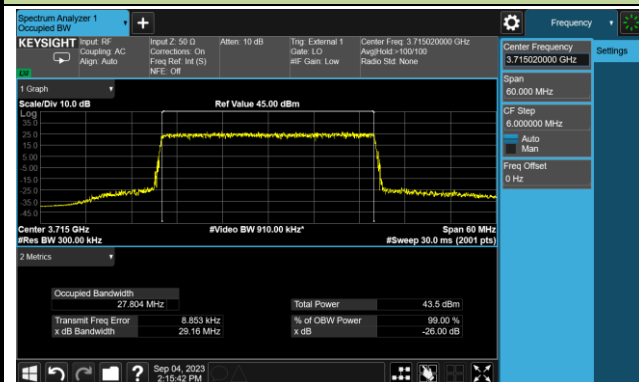 Spectrum Analyzer 1
Occupied BW
Frequency
KEYSIGHT
Input: RF
Coupling: AC
Align: Auto
Input Z: 50 Ω
Corrections: On
Freq Ref: Int (S)
NFE: Off
Atten: 10 dB
Trig: External 1
Gate: LO
#IF Gain: Low
Center Freq: 3.715020000 GHz
Avg|Hold:>100/100
Radio Std: None
Center Frequency
3.715020000 GHz
Settings
Span
60.000 MHz
CF Step
6.000000 MHz
Auto
Man
Freq Offset
0 Hz
1 Graph
Scale/Div 10.0 dB
Ref Value 45.00 dBm
Log
35.0
25.0
15.0
5.00
-5.00
-15.0
-25.0
-35.0
-45.0
Center 3.715 GHz
#Video BW 910.00 kHz*
Span 60 MHz
#Res BW 300.00 kHz
#Sweep 30.0 ms (2001 pts)
2 Metrics
Occupied Bandwidth
27.804 MHz
Total Power 43.5 dBm
Transmit Freq Error 8.853 kHz
% of OBW Power 99.00 %
x dB Bandwidth 29.16 MHz
x dB -26.00 dB
Sep 04, 2023
2:15:42 PM